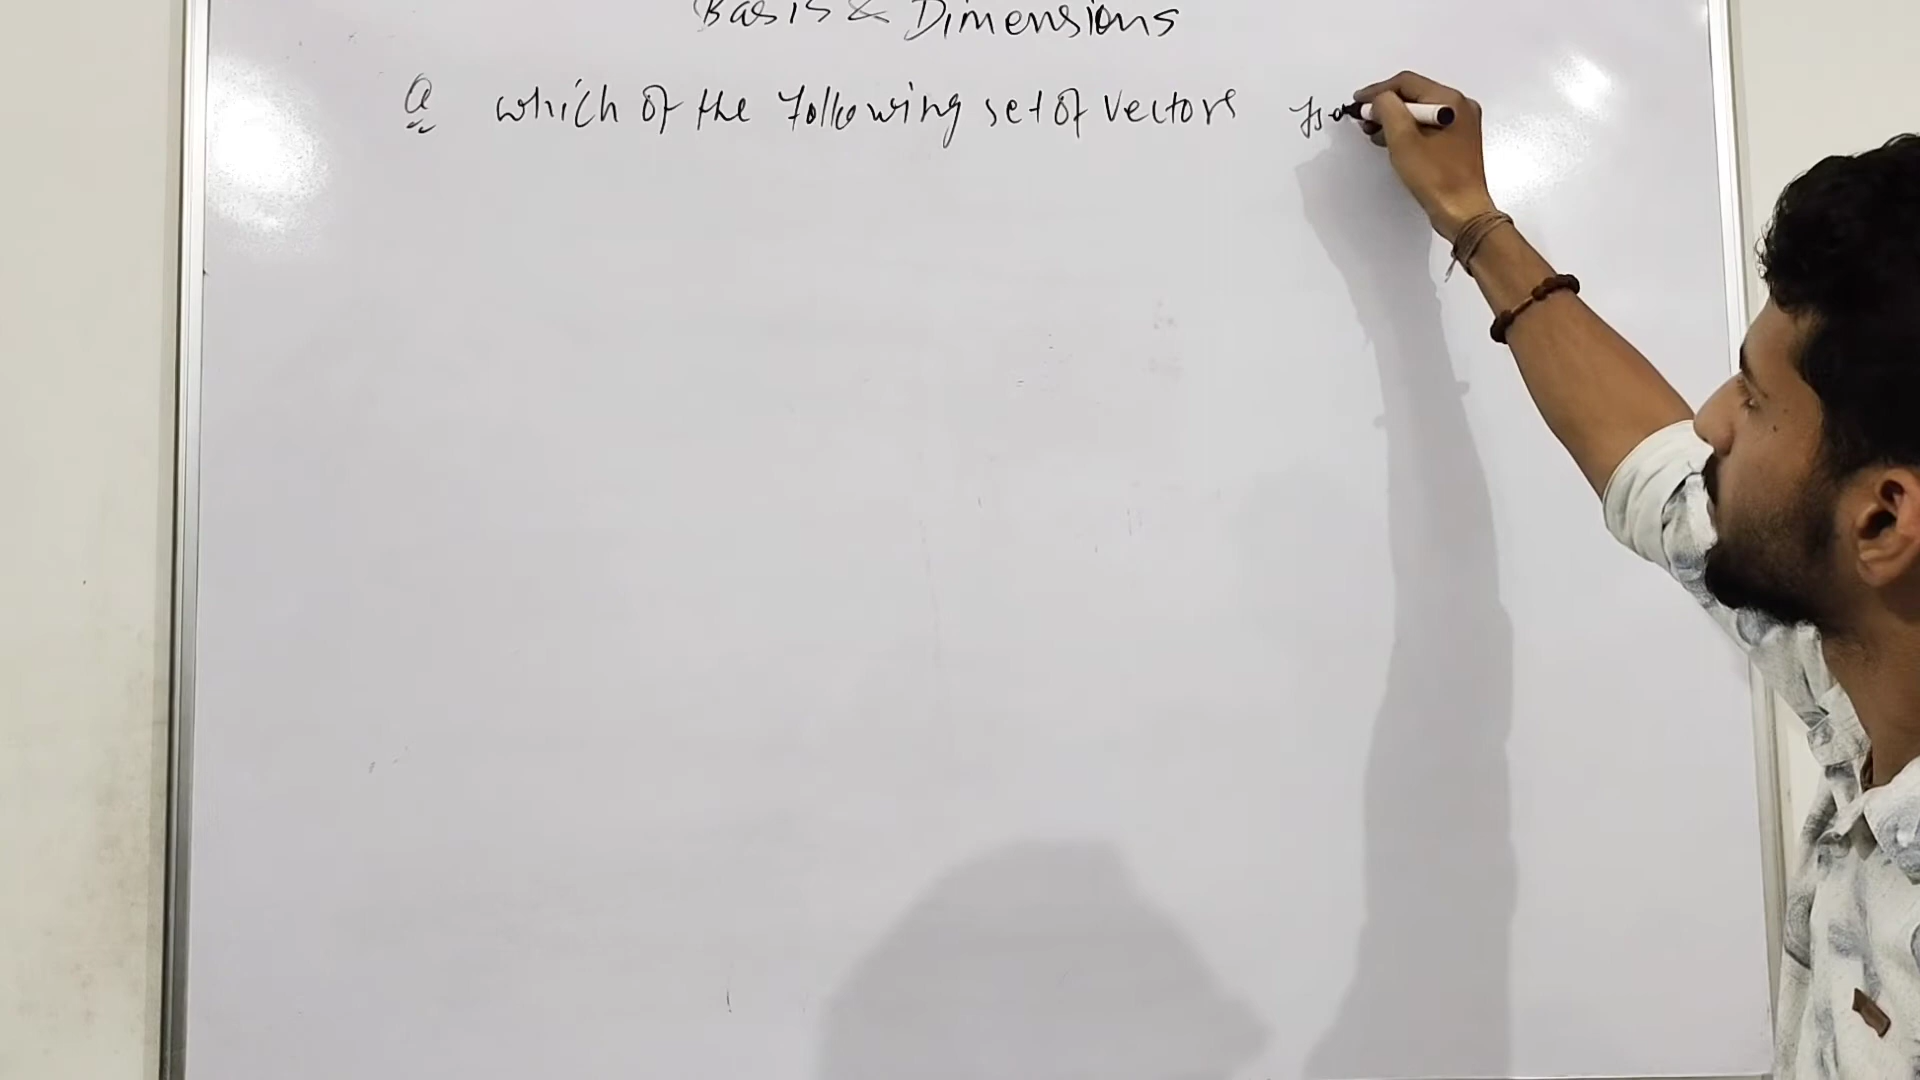 Basis & Dimensions
Q which of the following set of vectors